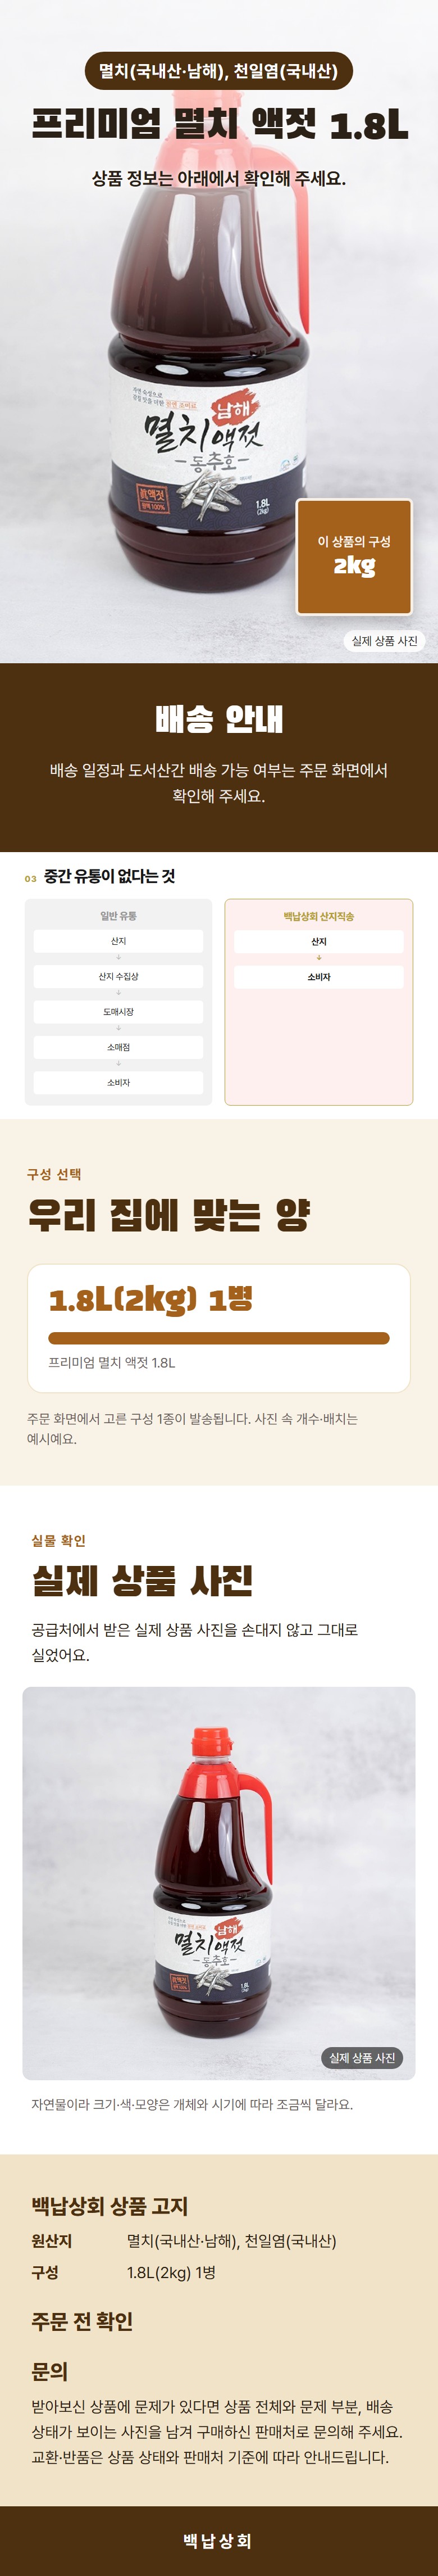 멸치(국내산·남해), 천일염(국내산)
프리미엄 멸치 액젓 1.8L
상품 정보는 아래에서 확인해 주세요.
남해
멸치액젓
동추호
眞액젓
원액 100%
1.8L
(2kg)
이 상품의 구성
2kg
실제 상품 사진
배송 안내
배송 일정과 도서산간 배송 가능 여부는 주문 화면에서
확인해 주세요.
03 중간 유통이 없다는 것
일반 유통
산지
↓
산지 수집상
↓
도매시장
↓
소매점
↓
소비자
백납상회 산지직송
산지
↓
소비자
구성 선택
우리 집에 맞는 양
1.8L(2kg) 1병
프리미엄 멸치 액젓 1.8L
주문 화면에서 고른 구성 1종이 발송됩니다. 사진 속 개수·배치는
예시예요.
실물 확인
실제 상품 사진
공급처에서 받은 실제 상품 사진을 손대지 않고 그대로
실었어요.
남해
멸치액젓
동추호
眞액젓
1.8L
실제 상품 사진
자연물이라 크기·색·모양은 개체와 시기에 따라 조금씩 달라요.
백납상회 상품 고지
원산지 멸치(국내산·남해), 천일염(국내산)
구성 1.8L(2kg) 1병
주문 전 확인
문의
받아보신 상품에 문제가 있다면 상품 전체와 문제 부분, 배송
상태가 보이는 사진을 남겨 구매하신 판매처로 문의해 주세요.
교환·반품은 상품 상태와 판매처 기준에 따라 안내드립니다.
백납상회